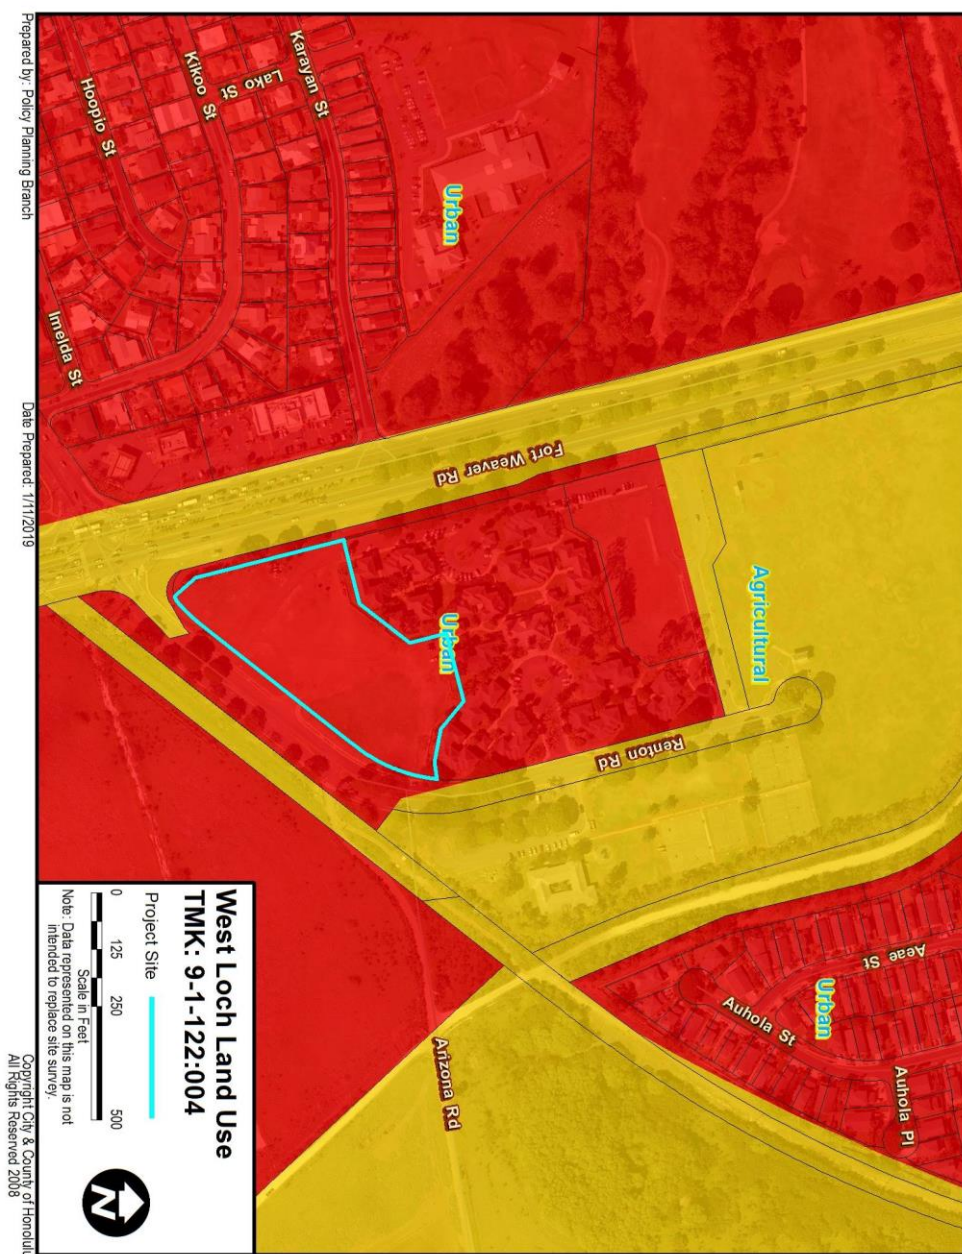 Karayan St
Lako St
Kikoo St
Hoopio St
Imelda St
Urban
Fort Weaver Rd
Agricultural
Urban
Renton Rd
Aeae St
Urban
Auhola St
Auhola Pl
Arizona Rd
West Loch Land Use
TMK: 9-1-122:004
Project Site
0 125 250 500
Scale in Feet
Note: Data represented on this map is not
intended to replace site survey.
N
Prepared by: Policy Planning Branch
Date Prepared: 1/11/2019
Copyright City & County of Honolulu
All Rights Reserved 2008